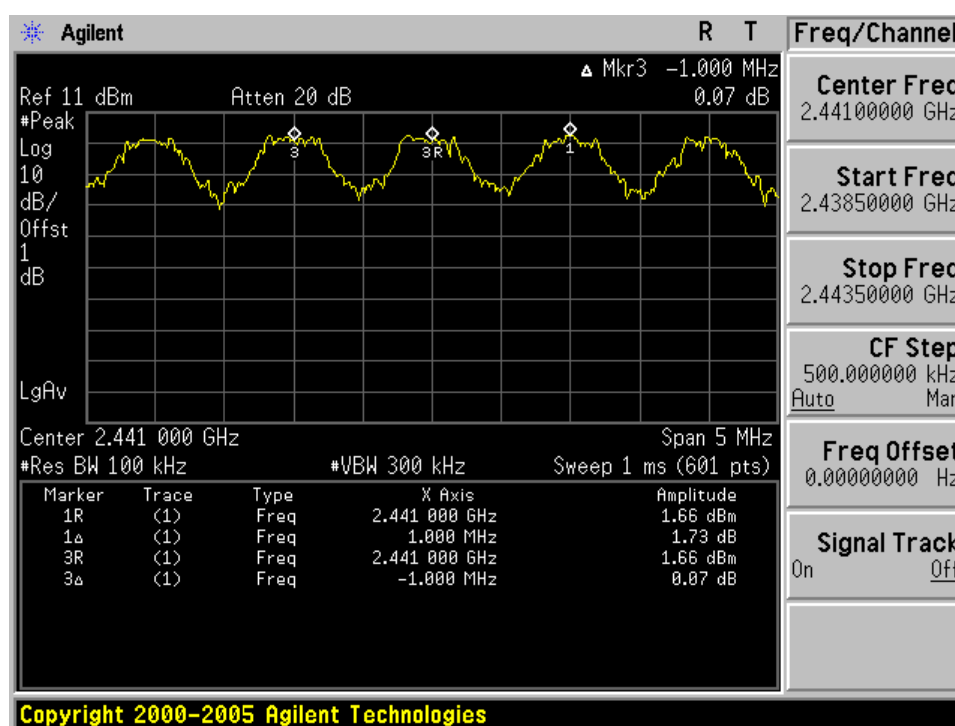 Agilent R T
Freq/Channel
Δ Mkr3 -1.000 MHz
Ref 11 dBm Atten 20 dB 0.07 dB
#Peak
Log
10
dB/
Offst
1
dB
LgAv
3
3R
1
Center 2.441 000 GHz Span 5 MHz
#Res BW 100 kHz #VBW 300 kHz Sweep 1 ms (601 pts)
Marker Trace Type X Axis Amplitude
1R (1) Freq 2.441 000 GHz 1.66 dBm
1Δ (1) Freq 1.000 MHz 1.73 dB
3R (1) Freq 2.441 000 GHz 1.66 dBm
3Δ (1) Freq -1.000 MHz 0.07 dB
Center Freq
2.44100000 GHz
Start Freq
2.43850000 GHz
Stop Freq
2.44350000 GHz
CF Step
500.000000 kHz
Auto Man
Freq Offset
0.00000000 Hz
Signal Track
On Off
Copyright 2000-2005 Agilent Technologies